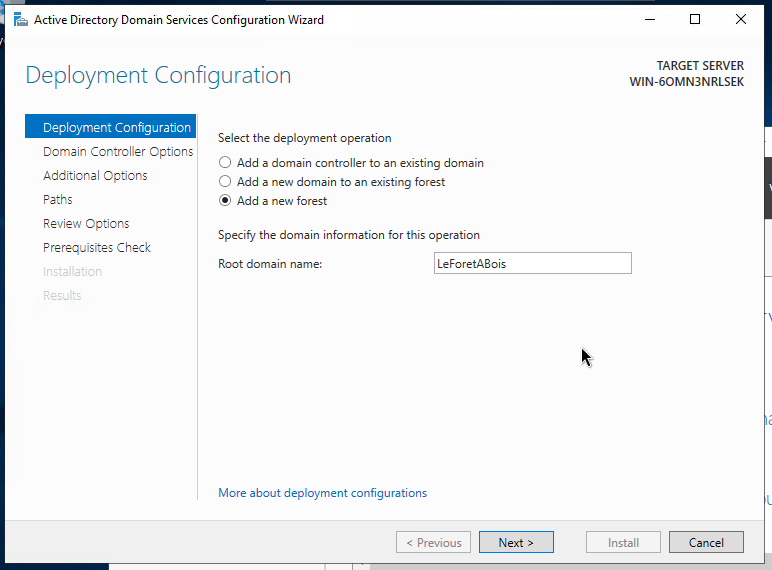 Active Directory Domain Services Configuration Wizard
Deployment Configuration
TARGET SERVER
WIN-6OMN3NRLSEK
Deployment Configuration
Domain Controller Options
Additional Options
Paths
Review Options
Prerequisites Check
Installation
Results
Select the deployment operation
Add a domain controller to an existing domain
Add a new domain to an existing forest
Add a new forest
Specify the domain information for this operation
Root domain name: LeForetABois
More about deployment configurations
< Previous Next > Install Cancel